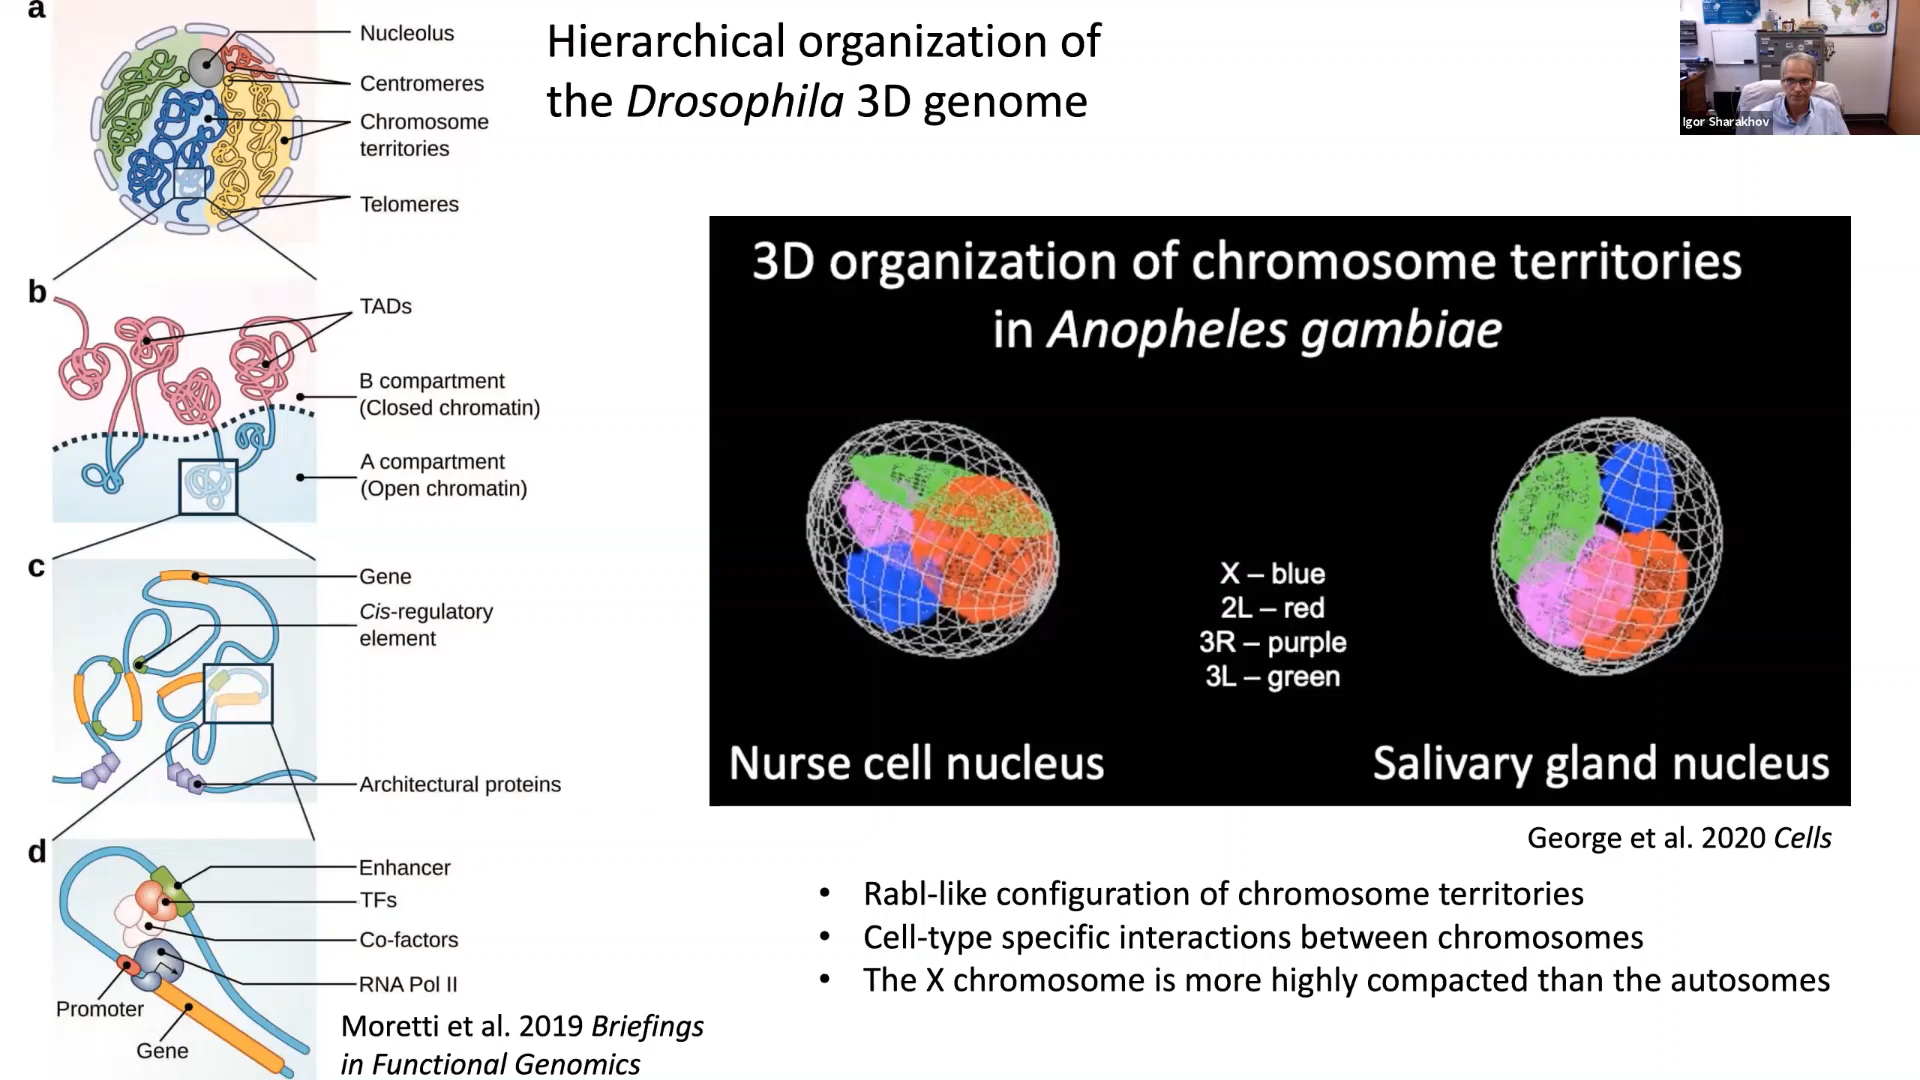 a
Nucleolus
Centromeres
Chromosome
territories
Telomeres
b
TADs
B compartment
(Closed chromatin)
A compartment
(Open chromatin)
c
Gene
Cis-regulatory
element
Architectural proteins
d
Enhancer
TFs
Co-factors
RNA Pol II
Promoter
Gene
Moretti et al. 2019 Briefings
in Functional Genomics
Hierarchical organization of
the Drosophila 3D genome
Igor Sharakhov
3D organization of chromosome territories
in Anopheles gambiae
X – blue
2L – red
3R – purple
3L – green
Nurse cell nucleus
Salivary gland nucleus
George et al. 2020 Cells
• Rabl-like configuration of chromosome territories
• Cell-type specific interactions between chromosomes
• The X chromosome is more highly compacted than the autosomes